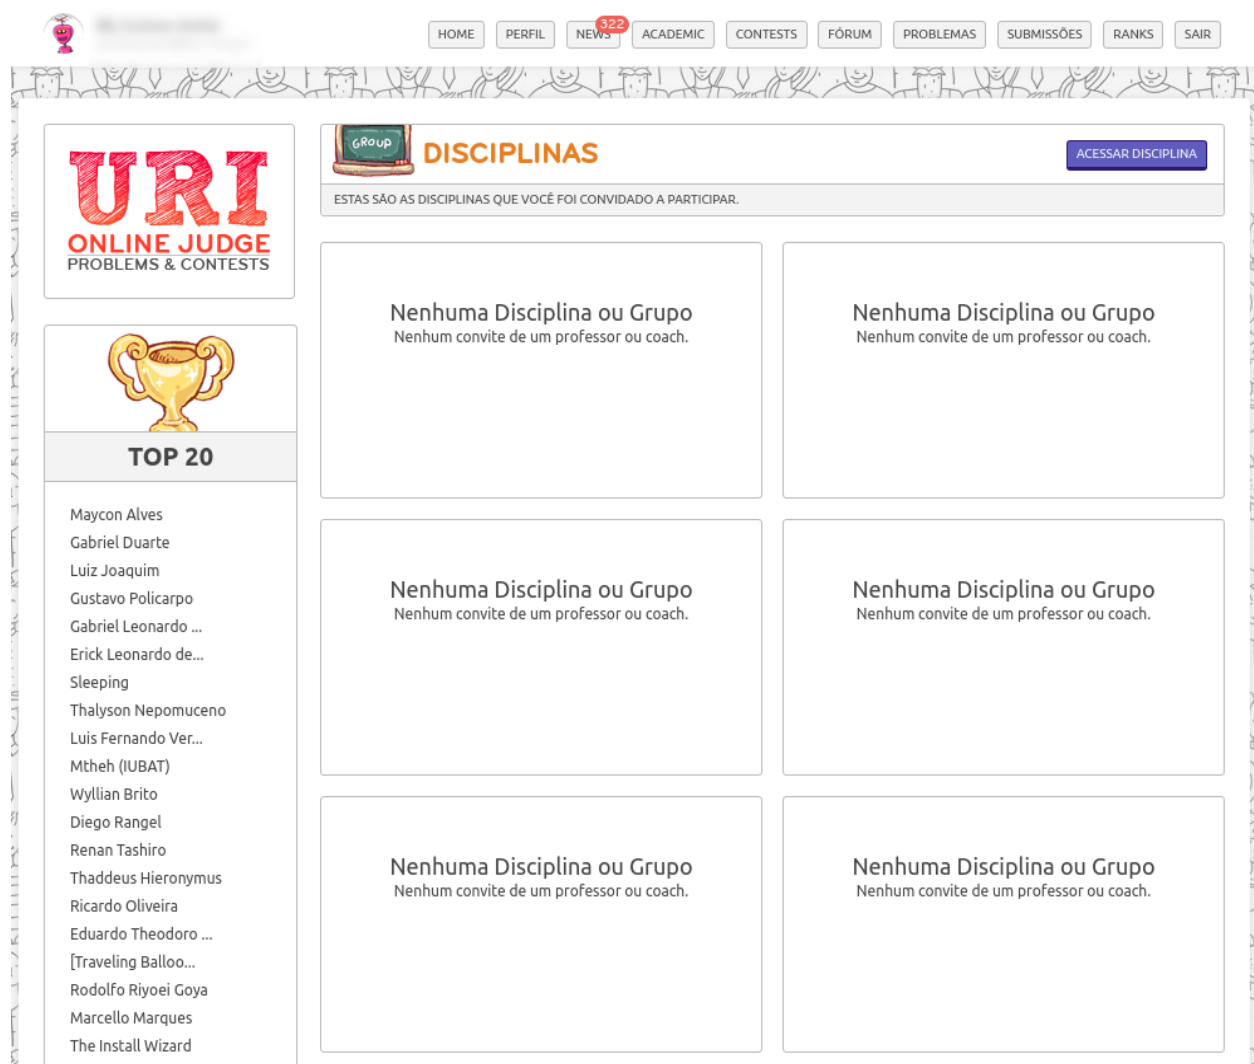 HOME PERFIL NEWS 322 ACADEMIC CONTESTS FÓRUM PROBLEMAS SUBMISSÕES RANKS SAIR
URI
ONLINE JUDGE
PROBLEMS & CONTESTS
TOP 20
Maycon Alves
Gabriel Duarte
Luiz Joaquim
Gustavo Policarpo
Gabriel Leonardo ...
Erick Leonardo de...
Sleeping
Thalyson Nepomuceno
Luis Fernando Ver...
Mtheh (IUBAT)
Wyllian Brito
Diego Rangel
Renan Tashiro
Thaddeus Hieronymus
Ricardo Oliveira
Eduardo Theodoro ...
[Traveling Balloo...
Rodolfo Riyoei Goya
Marcello Marques
The Install Wizard
GROUP
DISCIPLINAS
ACESSAR DISCIPLINA
ESTAS SÃO AS DISCIPLINAS QUE VOCÊ FOI CONVIDADO A PARTICIPAR.
Nenhuma Disciplina ou Grupo
Nenhum convite de um professor ou coach.
Nenhuma Disciplina ou Grupo
Nenhum convite de um professor ou coach.
Nenhuma Disciplina ou Grupo
Nenhum convite de um professor ou coach.
Nenhuma Disciplina ou Grupo
Nenhum convite de um professor ou coach.
Nenhuma Disciplina ou Grupo
Nenhum convite de um professor ou coach.
Nenhuma Disciplina ou Grupo
Nenhum convite de um professor ou coach.